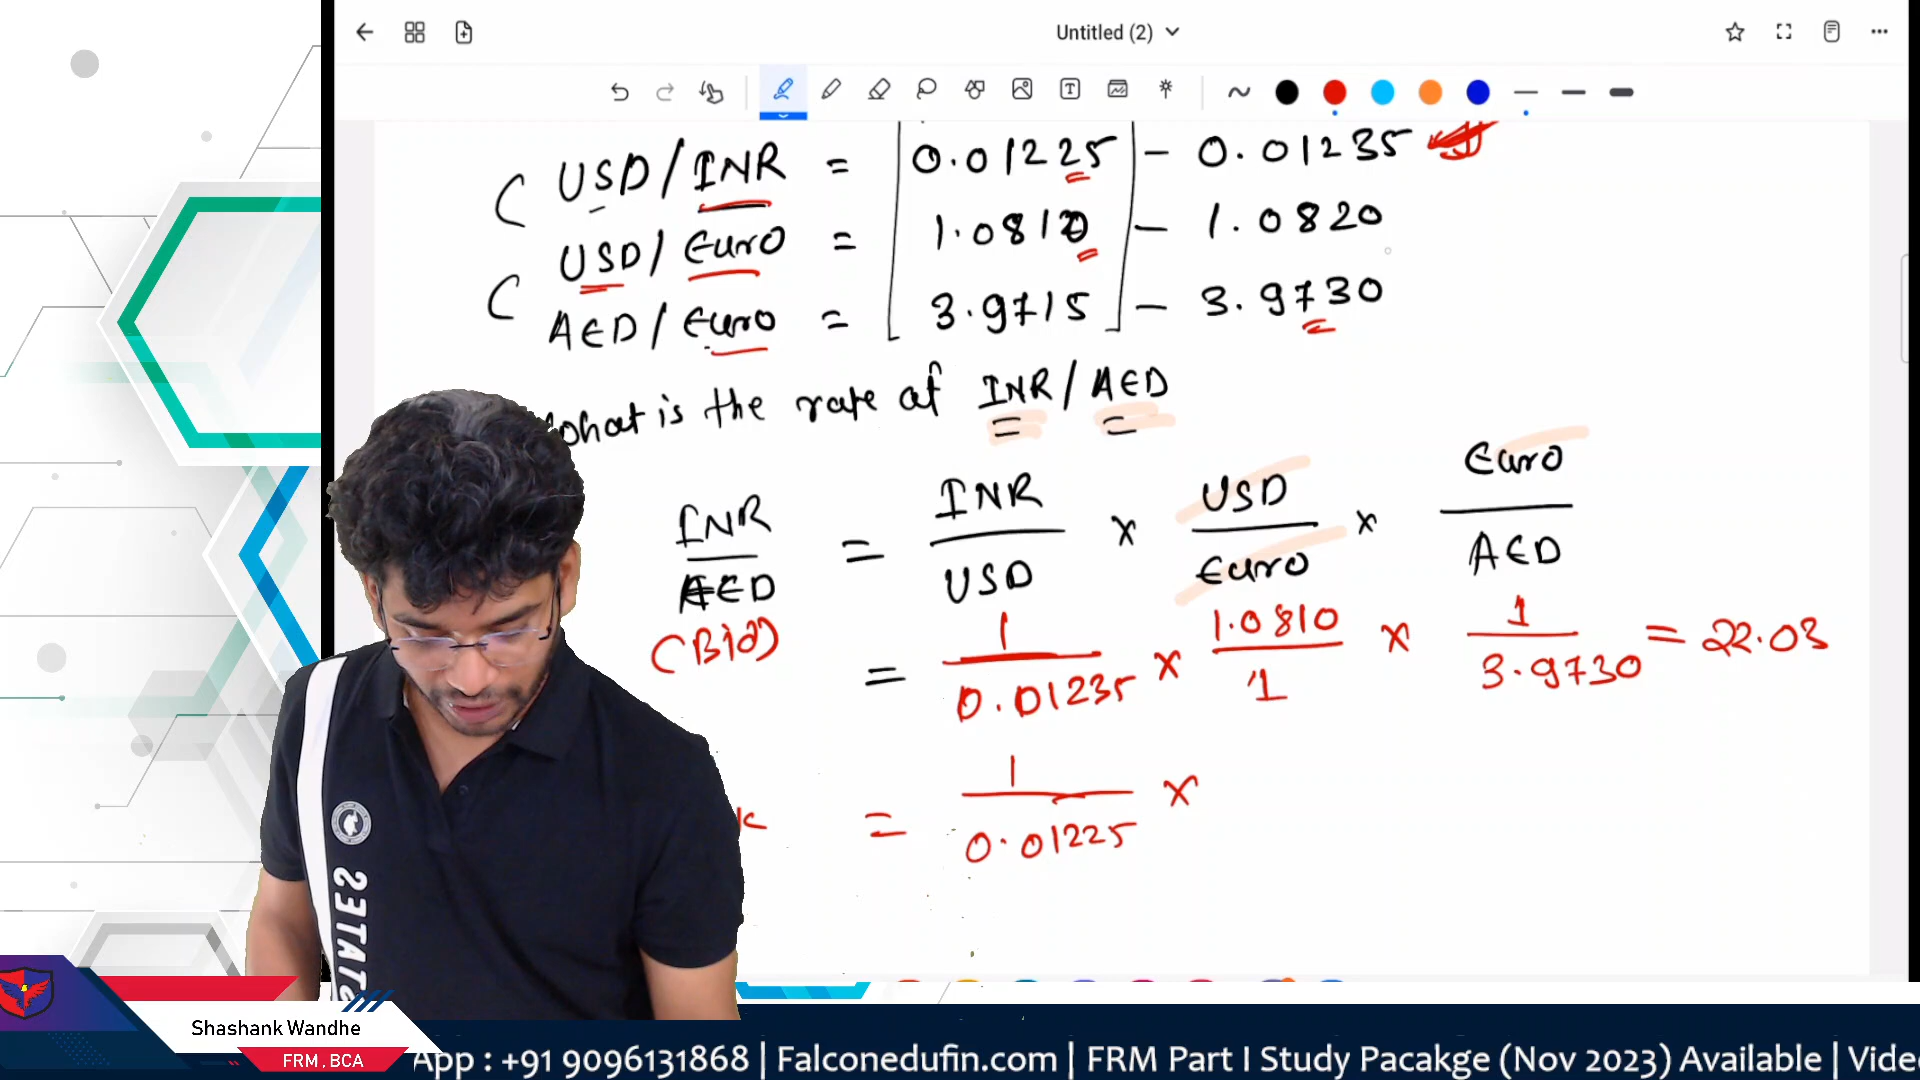 Untitled (2)
( USD/INR = 0.01225 - 0.01235
USD/Euro = 1.0810 - 1.0820
( AED/Euro = 3.9715 - 3.9730
What is the rate of INR/AED
INR/AED = INR/USD x USD/Euro x Euro/AED
(Bid) = 1/0.01235 x 1.0810/1 x 1/3.9730 = 22.03
= 1/0.01225 x
STATE
Shashank Wandhe
FRM , BCA
App : +91 9096131868 | Falconedufin.com | FRM Part I Study Pacakge (Nov 2023) Available | Vide